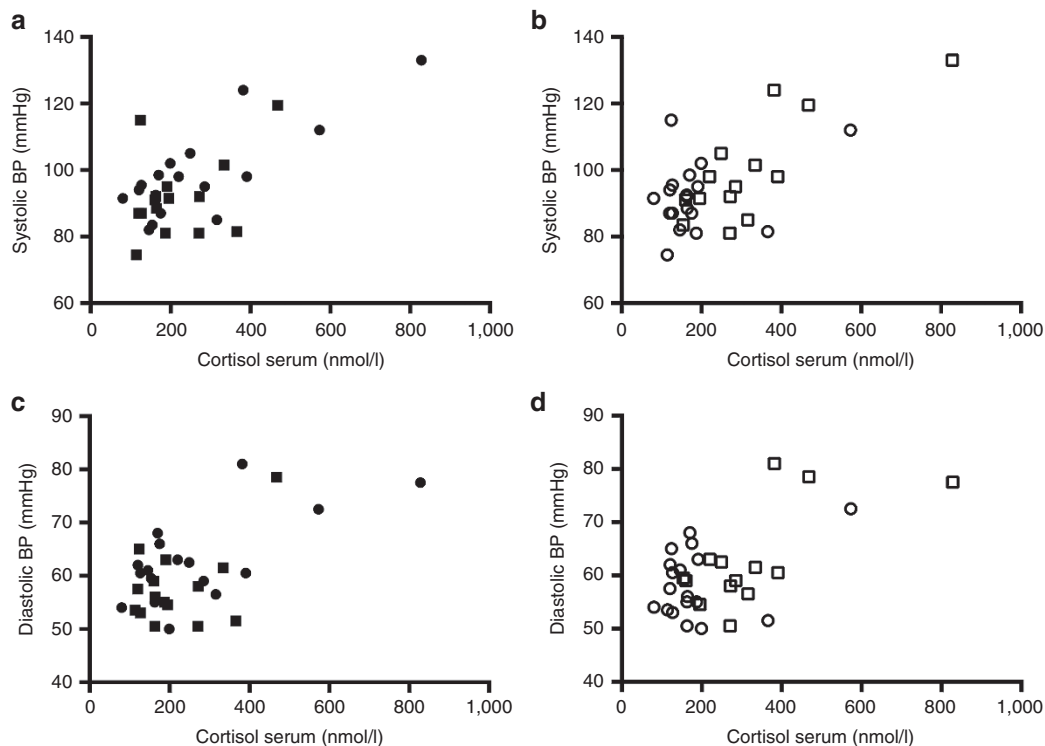 a
140
120
100
80
60
Systolic BP (mmHg)
0 200 400 600 800 1,000
Cortisol serum (nmol/l)
b
140
120
100
80
60
Systolic BP (mmHg)
0 200 400 600 800 1,000
Cortisol serum (nmol/l)
c
90
80
70
60
50
40
Diastolic BP (mmHg)
0 200 400 600 800 1,000
Cortisol serum (nmol/l)
d
90
80
70
60
50
40
Diastolic BP (mmHg)
0 200 400 600 800 1,000
Cortisol serum (nmol/l)